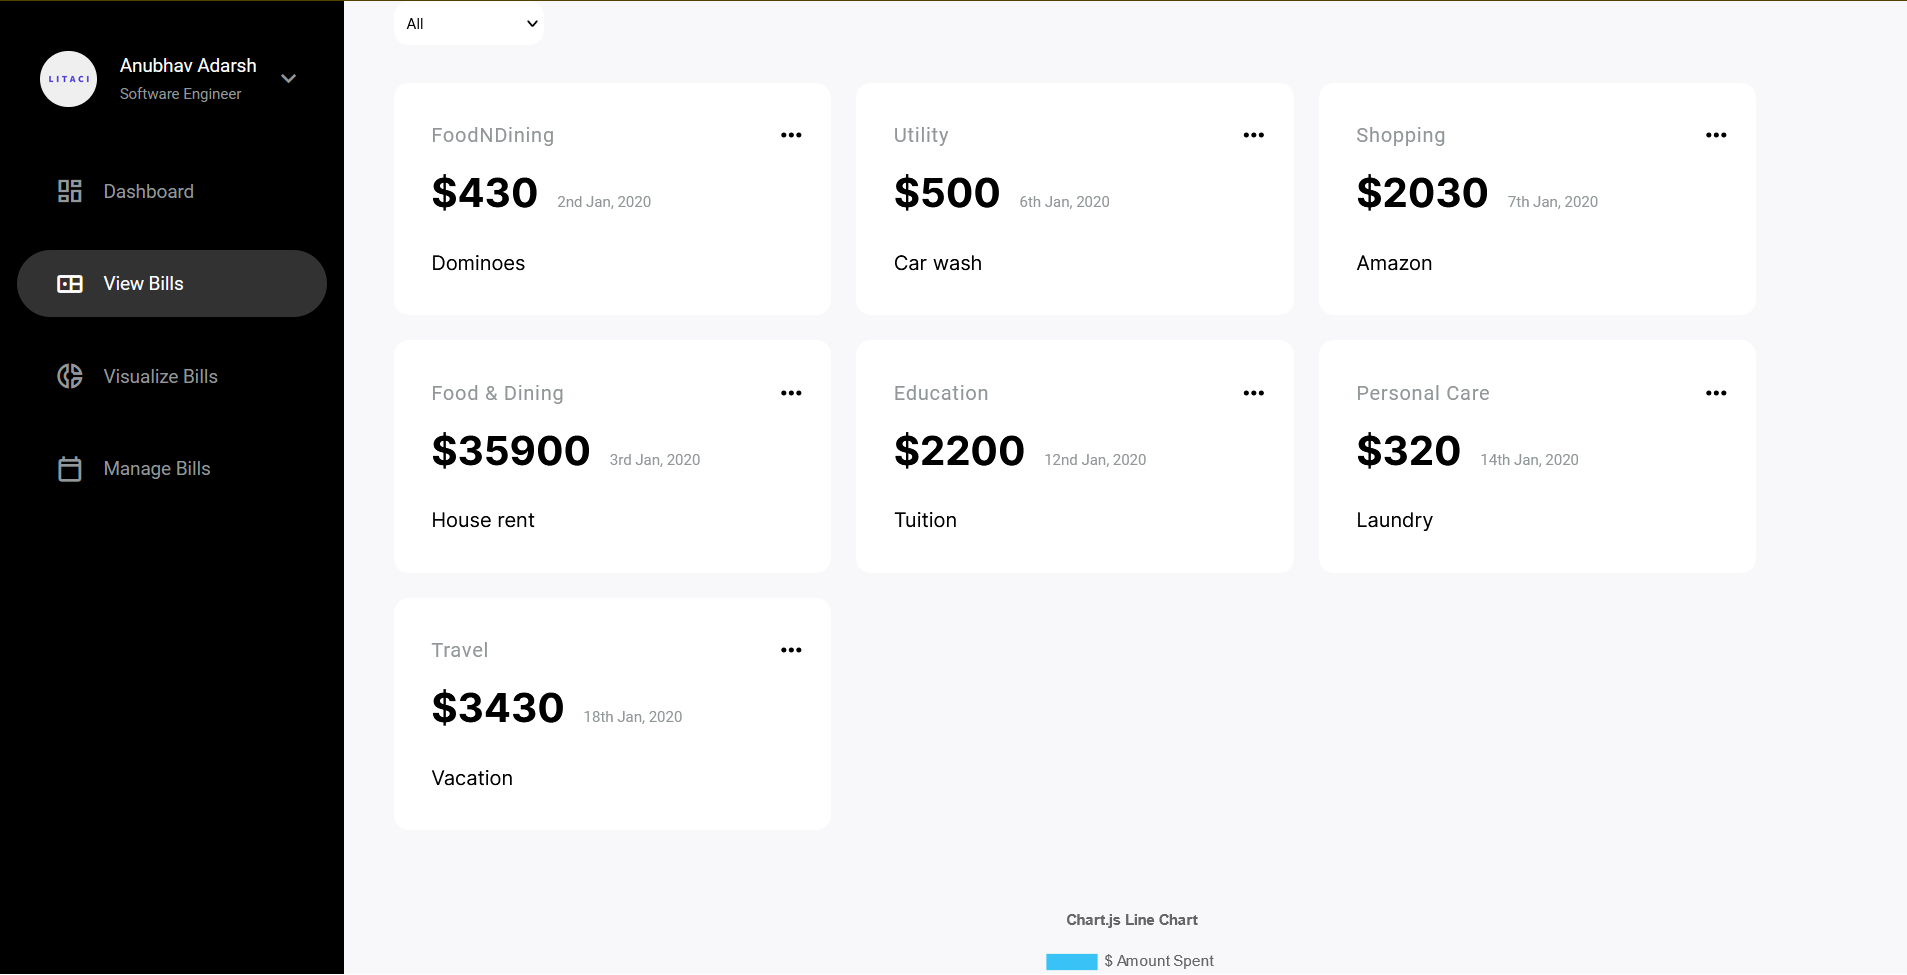 LITACI
Anubhav Adarsh
Software Engineer
Dashboard
View Bills
Visualize Bills
Manage Bills
All
FoodNDining
$430 2nd Jan, 2020
Dominoes
Utility
$500 6th Jan, 2020
Car wash
Shopping
$2030 7th Jan, 2020
Amazon
Food & Dining
$35900 3rd Jan, 2020
House rent
Education
$2200 12nd Jan, 2020
Tuition
Personal Care
$320 14th Jan, 2020
Laundry
Travel
$3430 18th Jan, 2020
Vacation
Chart.js Line Chart
$ Amount Spent